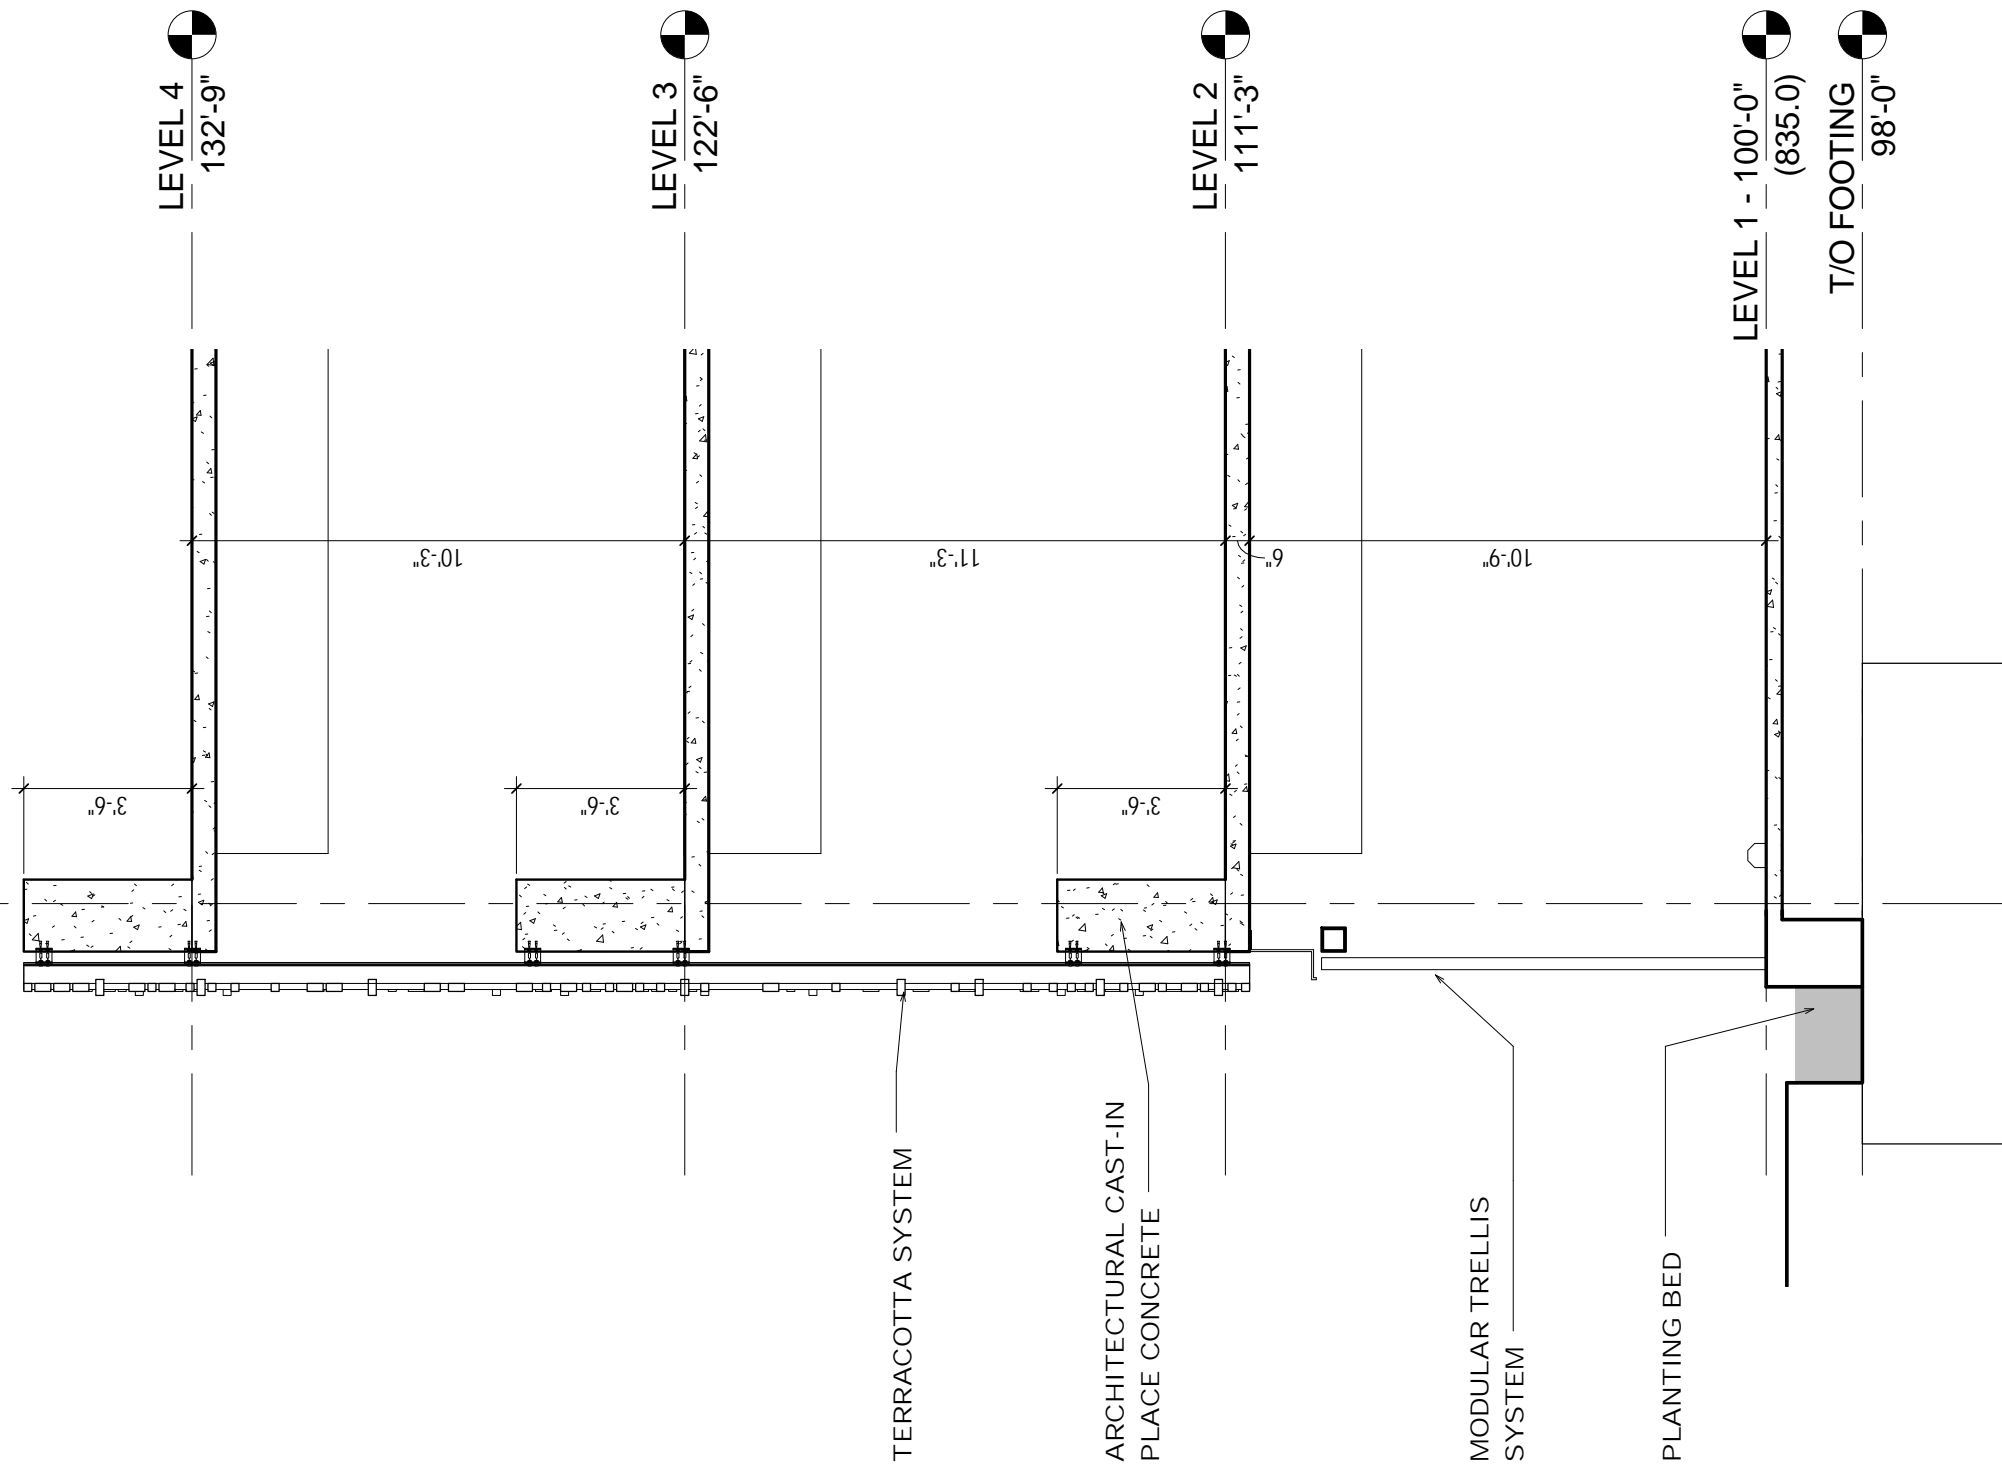 LEVEL 4
132'-9"
LEVEL 3
122'-6"
LEVEL 2
111'-3"
LEVEL 1 - 100'-0"
(835.0)
T/O FOOTING
98'-0"
10'-3"
11'-3"
6"
10'-9"
3'-6"
3'-6"
3'-6"
TERRACOTTA SYSTEM
ARCHITECTURAL CAST-IN
PLACE CONCRETE
MODULAR TRELLIS
SYSTEM
PLANTING BED